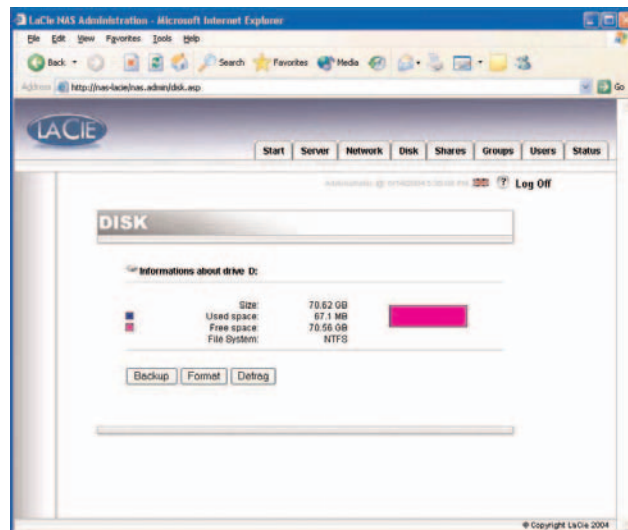 LaCie NAS Administration - Microsoft Internet Explorer
File Edit View Favorites Tools Help
Back Search Favorites Media
Address http://nas-lacie/nas.admin/disk.asp Go
LACIE
Start Server Network Disk Shares Groups Users Status
? Log Off
DISK
Informations about drive D:
Size: 70.62 GB
Used space: 67.1 MB
Free space: 70.56 GB
File System: NTFS
Backup Format Defrag
© Copyright LaCie 2004